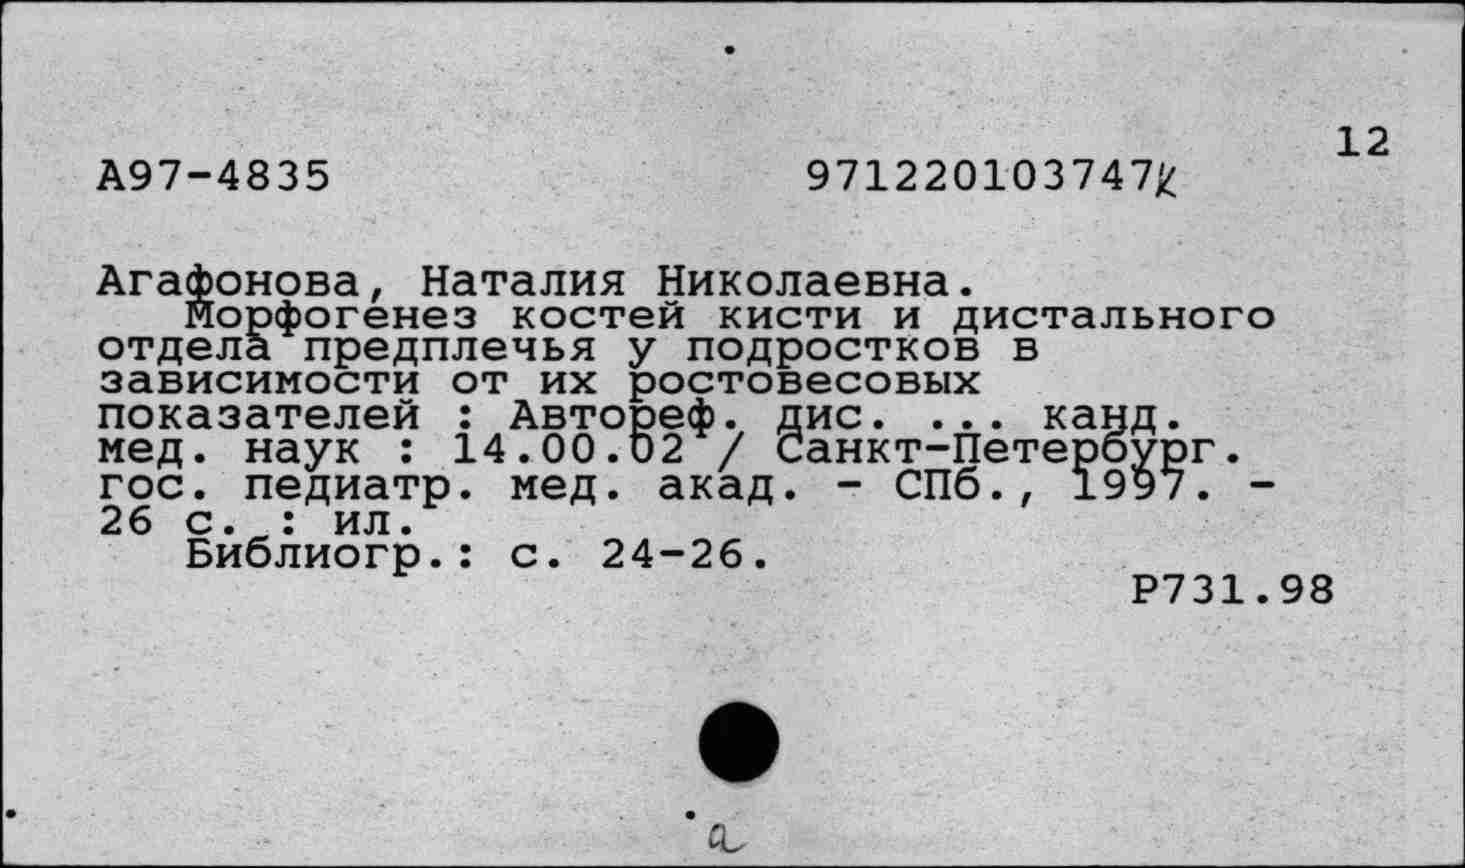 12
А97-4835 971220103747к
Агафонова, Наталия Николаевна.
Морфогенез костей кисти и дистального
отдела предплечья у подростков в
зависимости от их ростовесовых
показателей : Автореф. дис. ... канд.
мед. наук : 14.00.02 / Санкт-Петербург.
гос. педиатр. мед. акад. - СПб., 1997. -
26 с. : ил.
Библиогр.: с. 24-26.
Р731.98
а